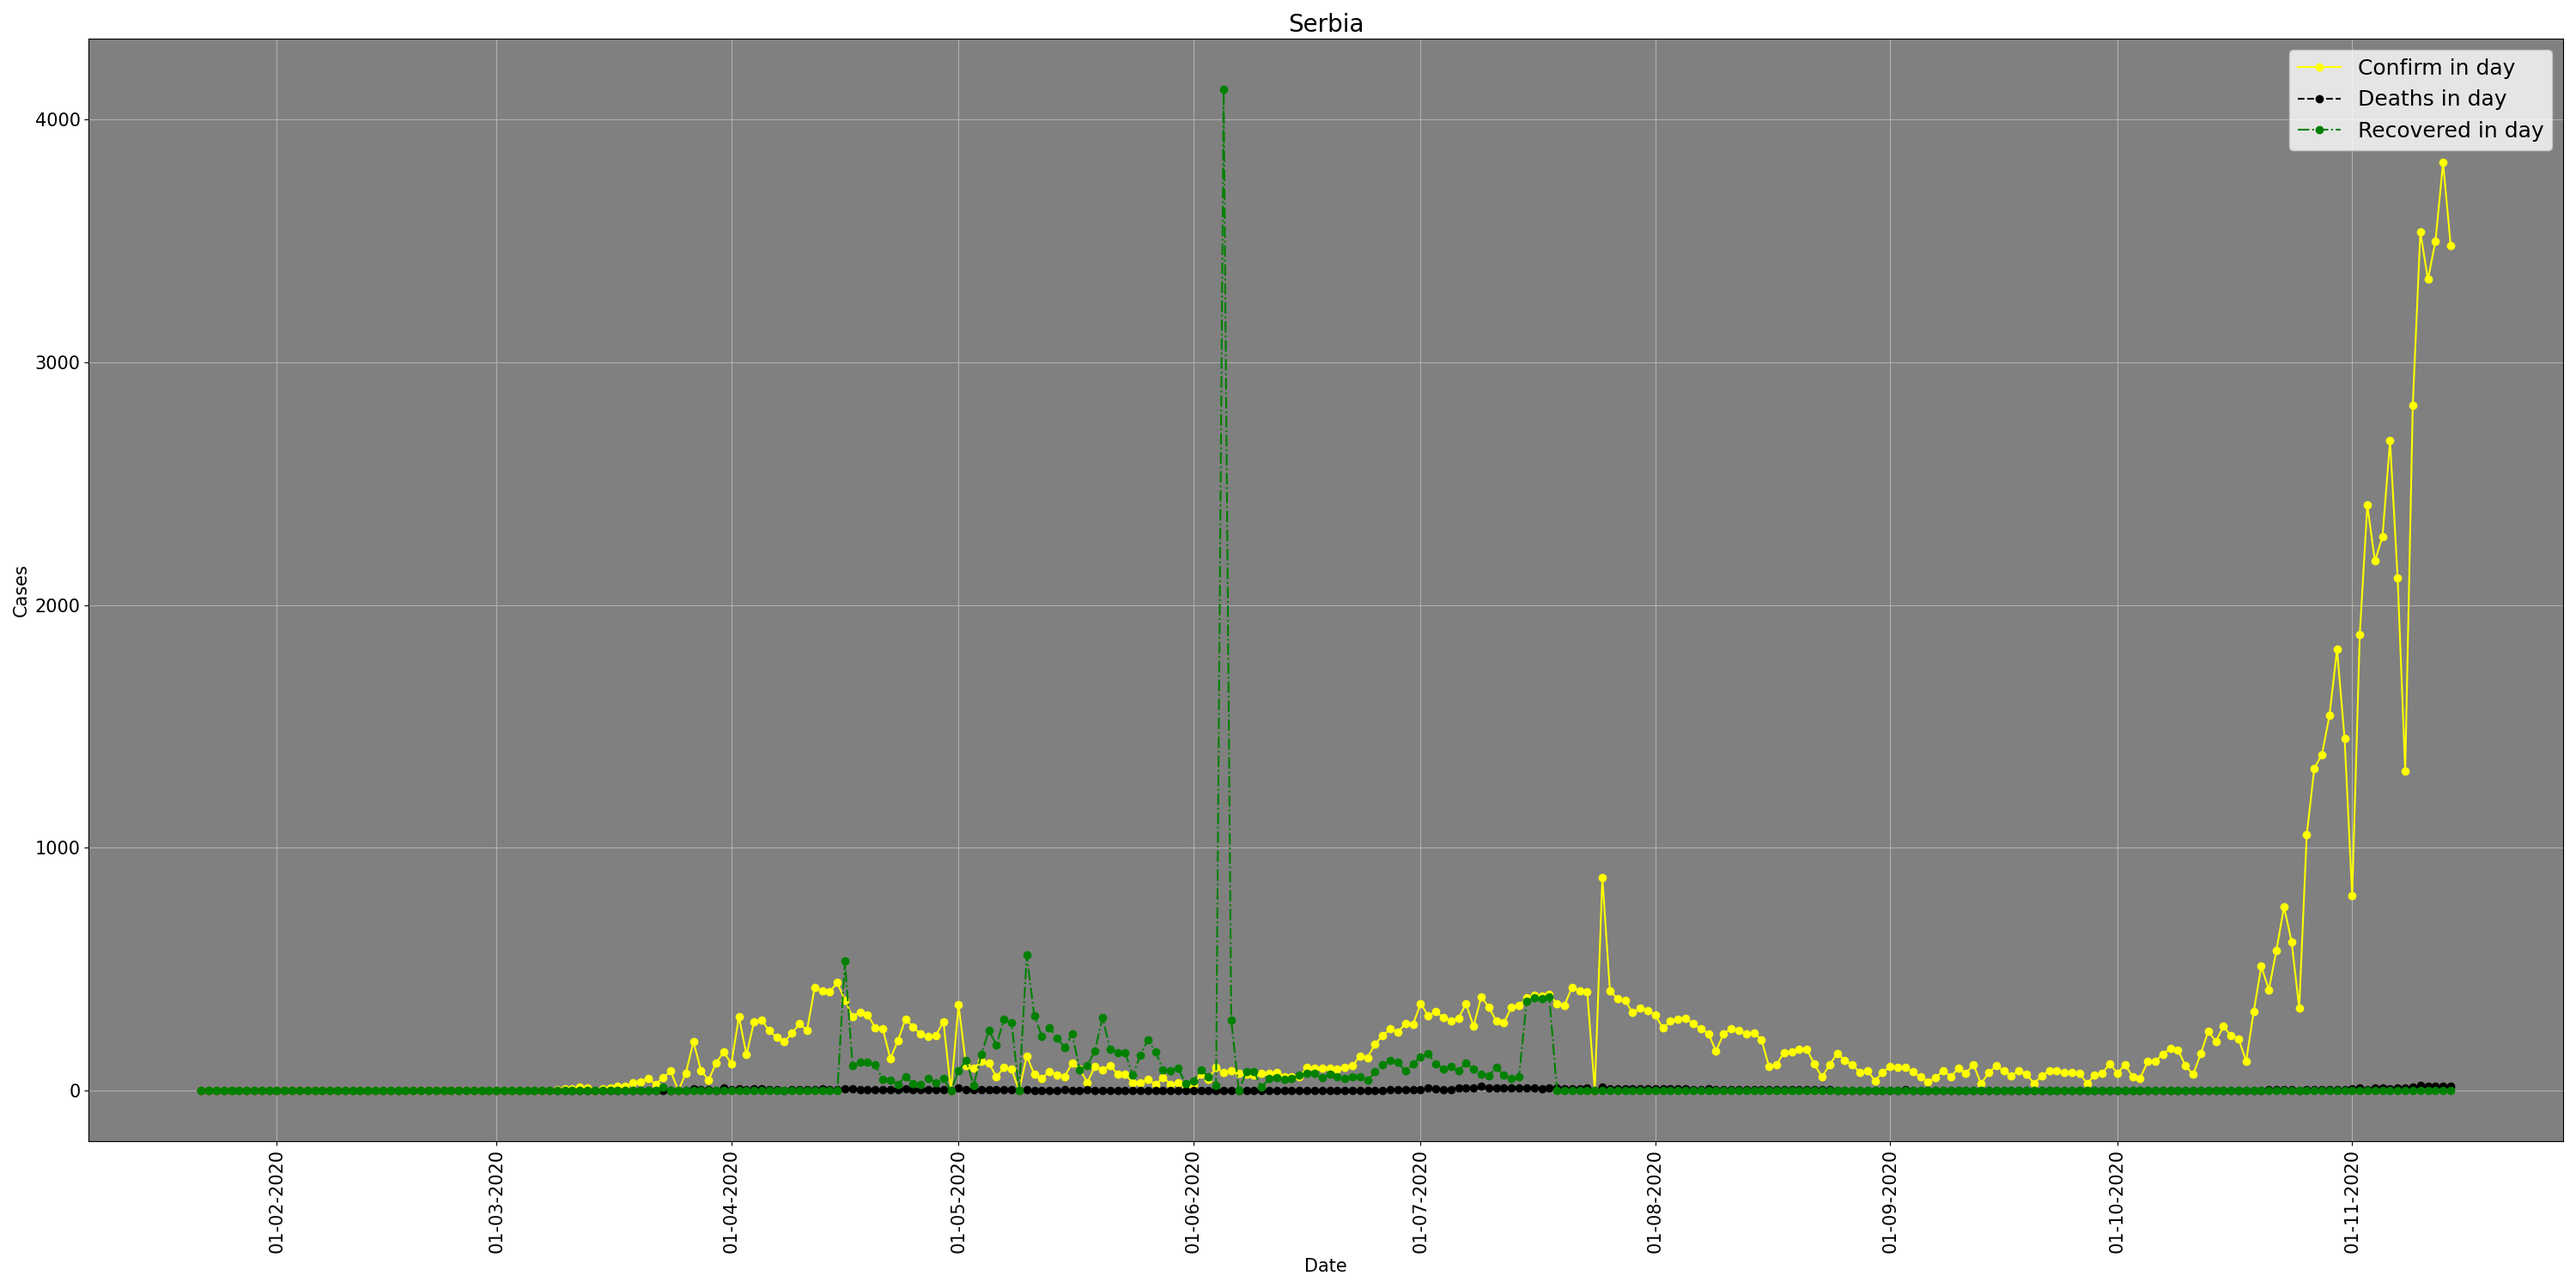 Serbia
Confirm in day
Deaths in day
Recovered in day
Cases
4000
3000
2000
1000
0
01-02-2020
01-03-2020
01-04-2020
01-05-2020
01-06-2020
01-07-2020
01-08-2020
01-09-2020
01-10-2020
01-11-2020
Date